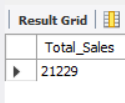 Result Grid
Total_Sales
21229